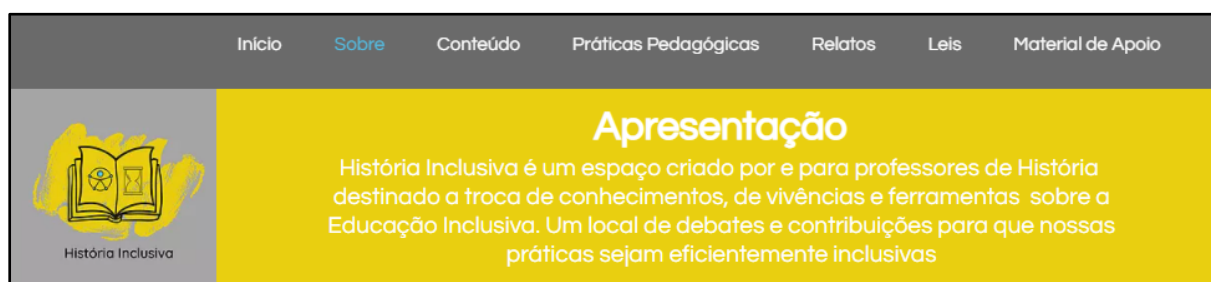 Início Sobre Conteúdo Práticas Pedagógicas Relatos Leis Material de Apoio
Apresentação
História Inclusiva é um espaço criado por e para professores de História
destinado a troca de conhecimentos, de vivências e ferramentas sobre a
Educação Inclusiva. Um local de debates e contribuições para que nossas
práticas sejam eficientemente inclusivas
História Inclusiva